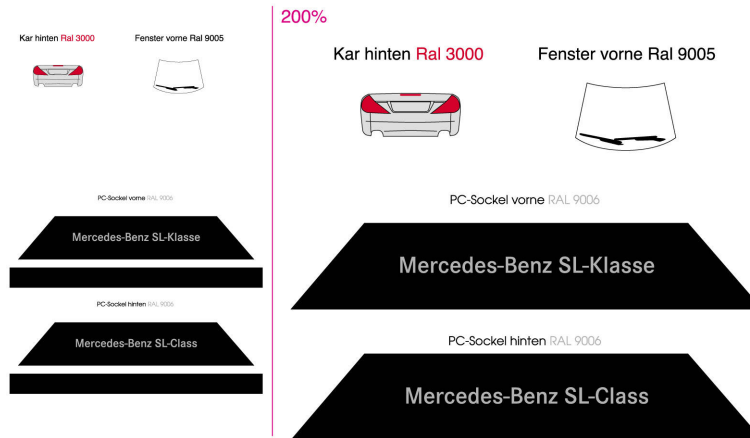 Kar hinten Ral 3000
Fenster vorne Ral 9005
PC-Sockel vorne RAL 9006
Mercedes-Benz SL-Klasse
PC-Sockel hinten RAL 9006
Mercedes-Benz SL-Class
200%
Kar hinten Ral 3000
Fenster vorne Ral 9005
PC-Sockel vorne RAL 9006
Mercedes-Benz SL-Klasse
PC-Sockel hinten RAL 9006
Mercedes-Benz SL-Class